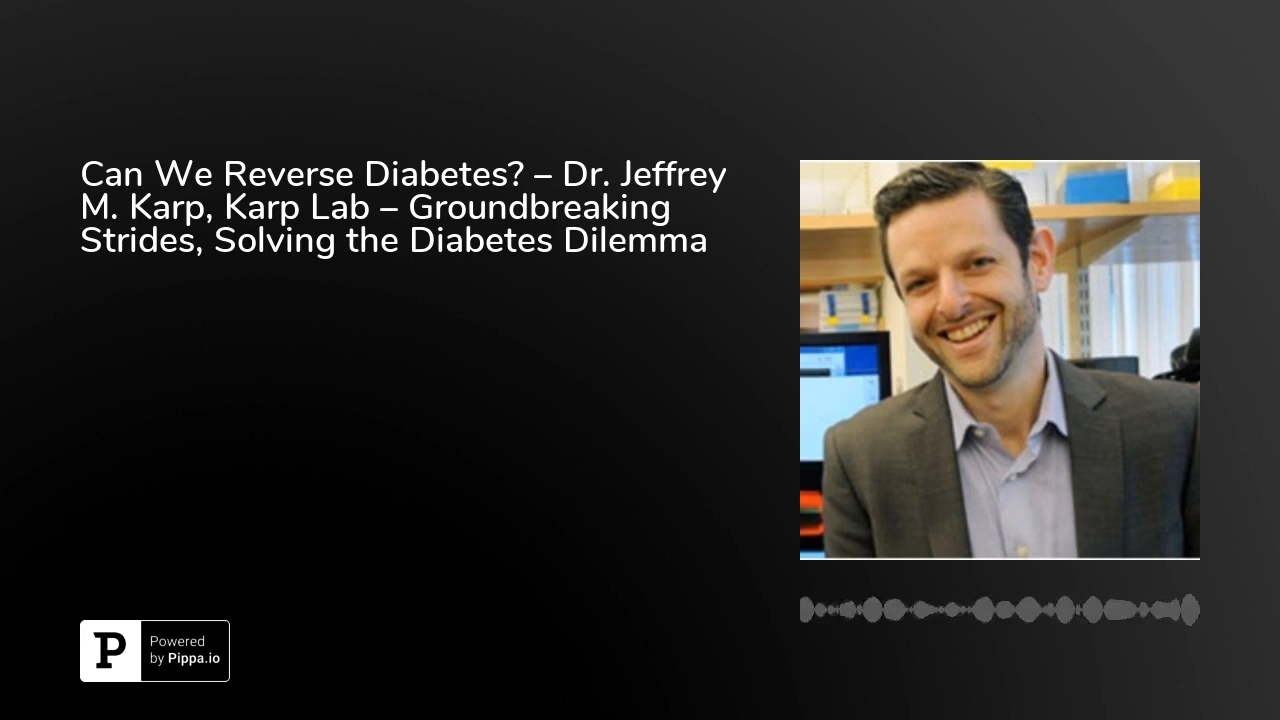 Can We Reverse Diabetes? – Dr. Jeffrey
M. Karp, Karp Lab – Groundbreaking
Strides, Solving the Diabetes Dilemma
P
Powered
by Pippa.io